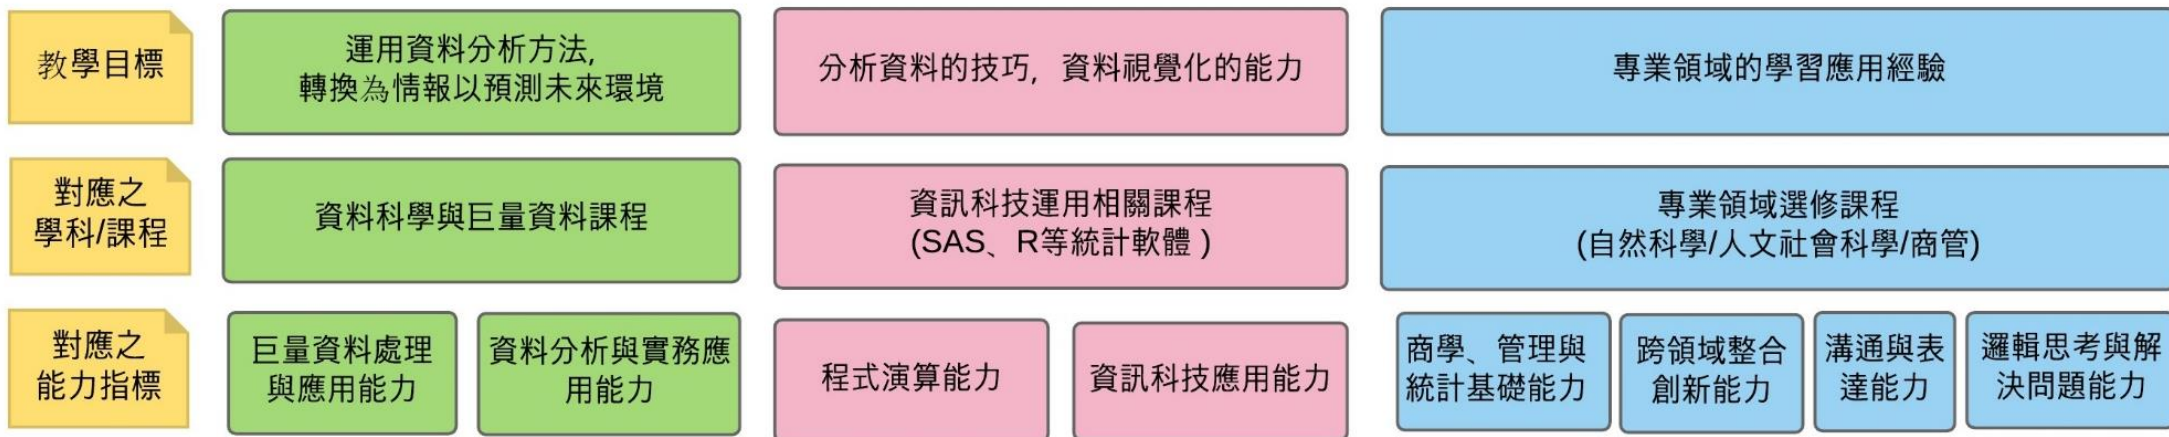 教學目標
運用資料分析方法,
轉換為情報以預測未來環境
分析資料的技巧, 資料視覺化的能力
專業領域的學習應用經驗
對應之
學科/課程
資料科學與巨量資料課程
資訊科技運用相關課程
(SAS、R等統計軟體 )
專業領域選修課程
(自然科學/人文社會科學/商管)
對應之
能力指標
巨量資料處理
與應用能力
資料分析與實務應
用能力
程式演算能力
資訊科技應用能力
商學、管理與
統計基礎能力
跨領域整合
創新能力
溝通與表
達能力
邏輯思考與解
決問題能力